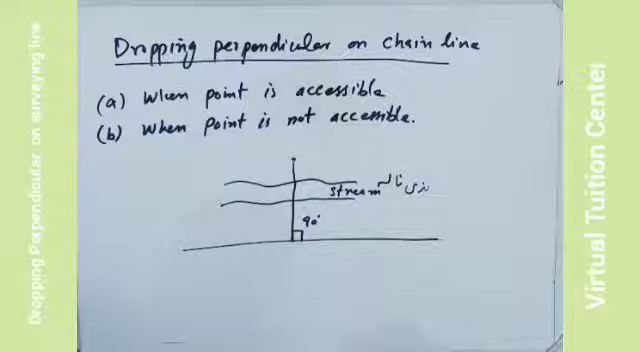 Dropping perpendicular on chain line
(a) When point is accessible
(b) When point is not accessible.
stream ندی نالہ
90°
Dropping Perpendicular on surveying line
Virtual Tuition Center